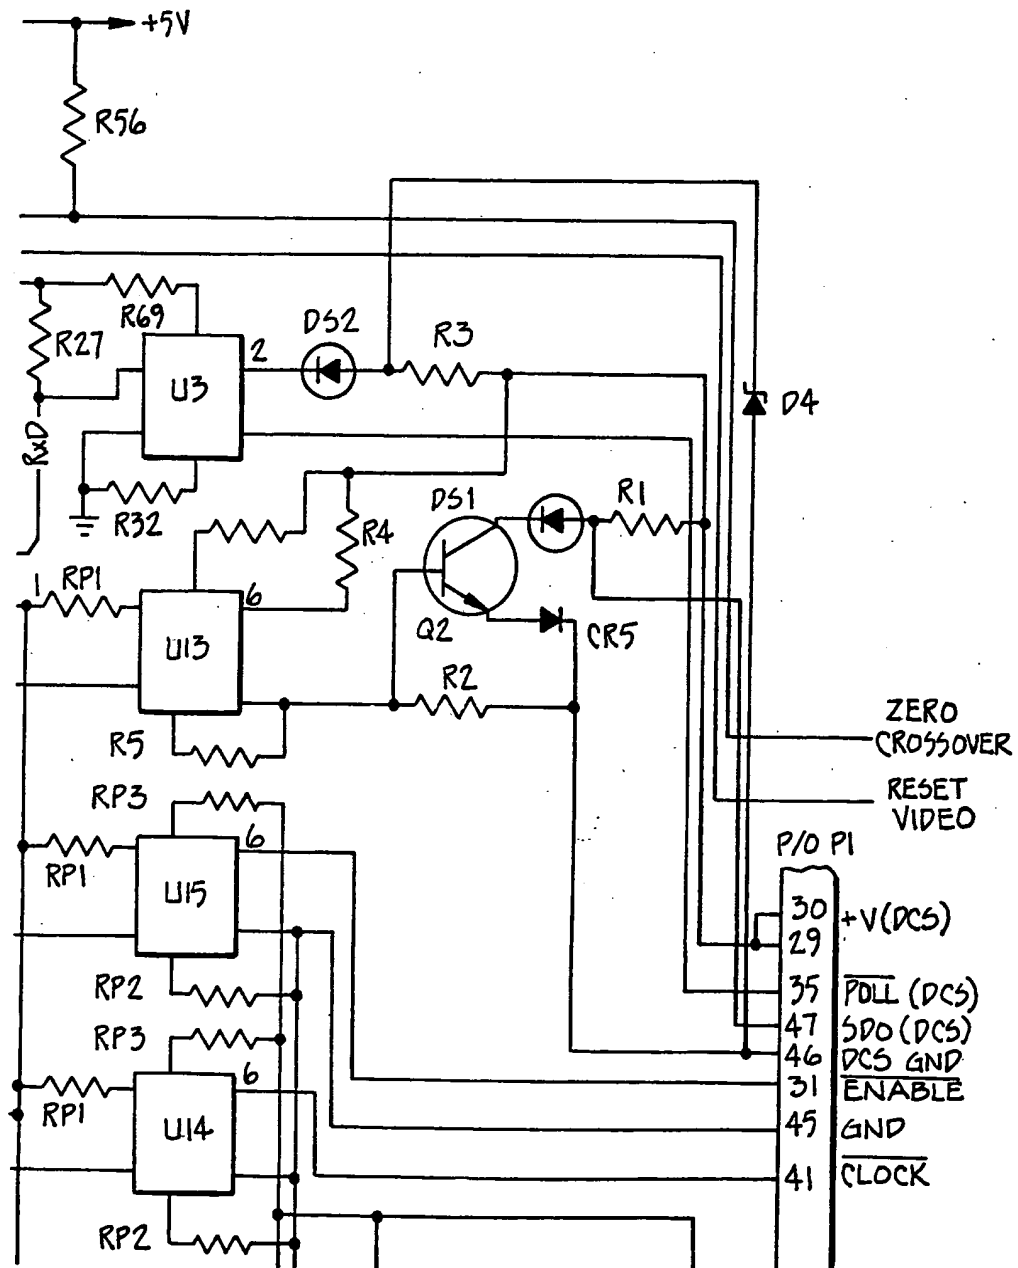 +5V
R56
R69
DS2
R3
R27
2
U3
D4
RxD
R32
DS1
R1
R4
1
RP1
6
U13
Q2
CR5
R2
R5
ZERO
CROSSOVER
RP3
RESET
VIDEO
6
RP1
U15
P/O P1
30
+V(DCS)
29
RP2
35
POLL (DCS)
RP3
47
SDO (DCS)
46
DCS GND
6
31
ENABLE
RP1
U14
45
GND
41
CLOCK
RP2